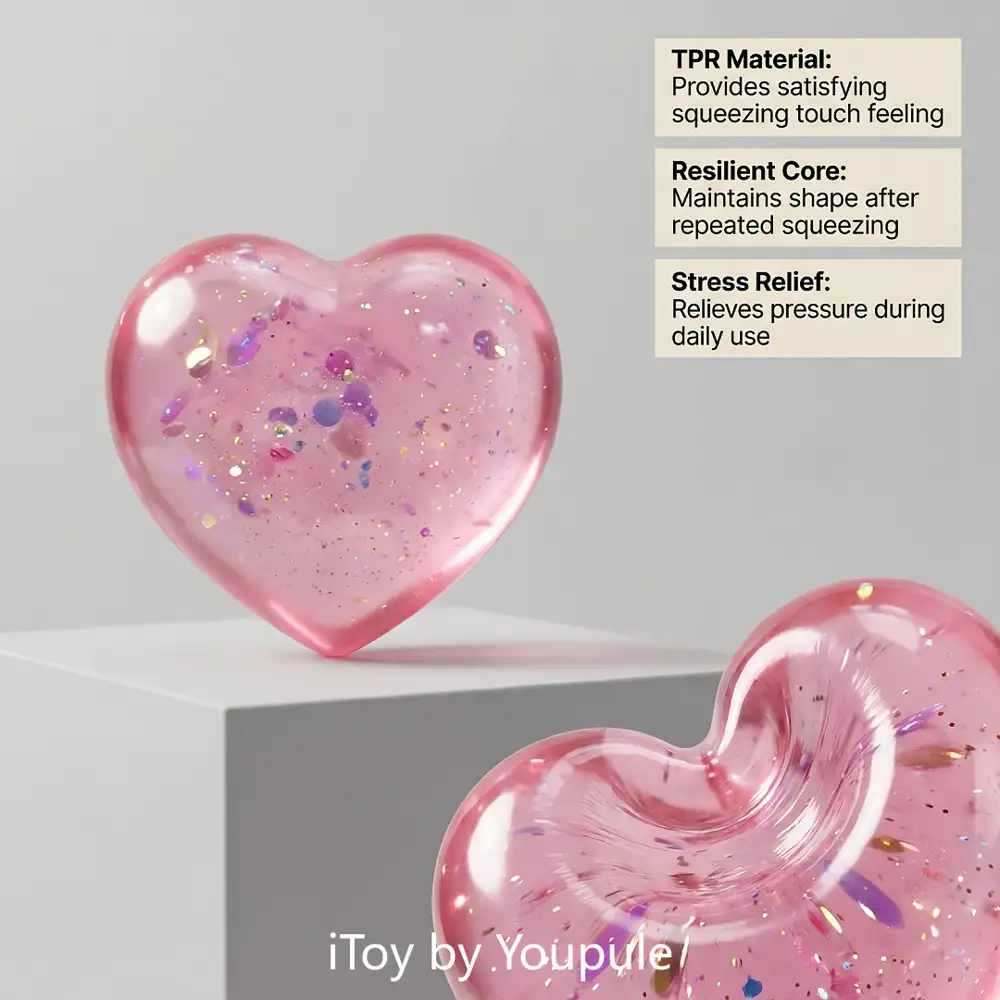 TPR Material:
Provides satisfying
squeezing touch feeling
Resilient Core:
Maintains shape after
repeated squeezing
Stress Relief:
Relieves pressure during
daily use
iToy by Youpule